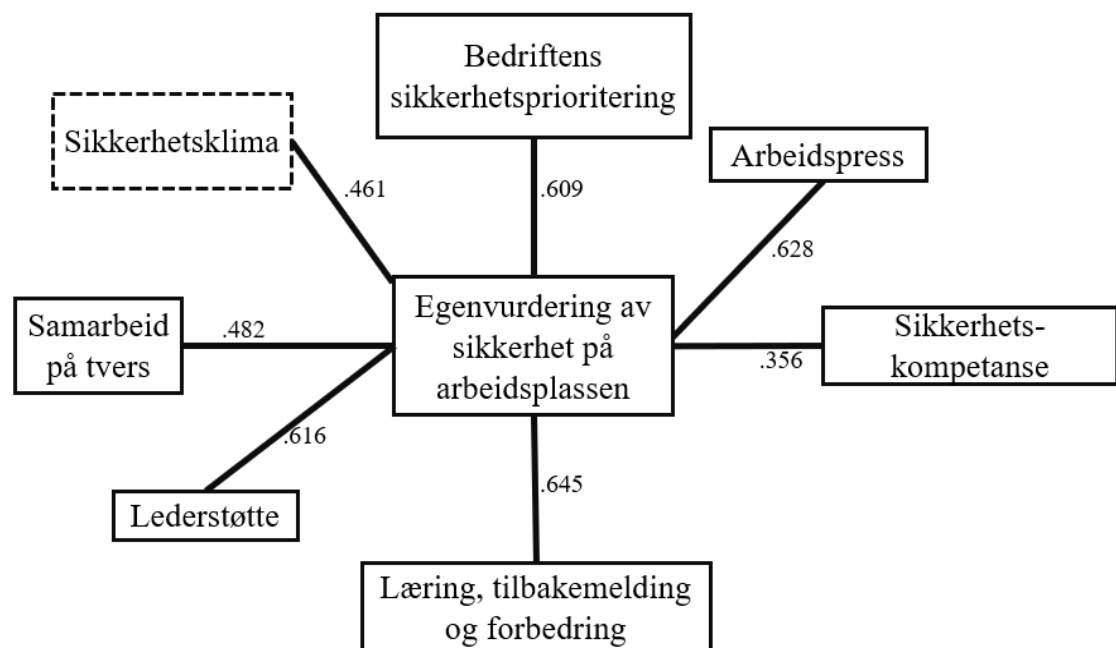 Bedriftens
sikkerhetsprioritering
Sikkerhetsklima
Arbeidspress
.461
.609
.628
Samarbeid
på tvers
.482
Egenvurdering av
sikkerhet på
arbeidsplassen
.356
Sikkerhets-
kompetanse
.616
.645
Lederstøtte
Læring, tilbakemelding
og forbedring